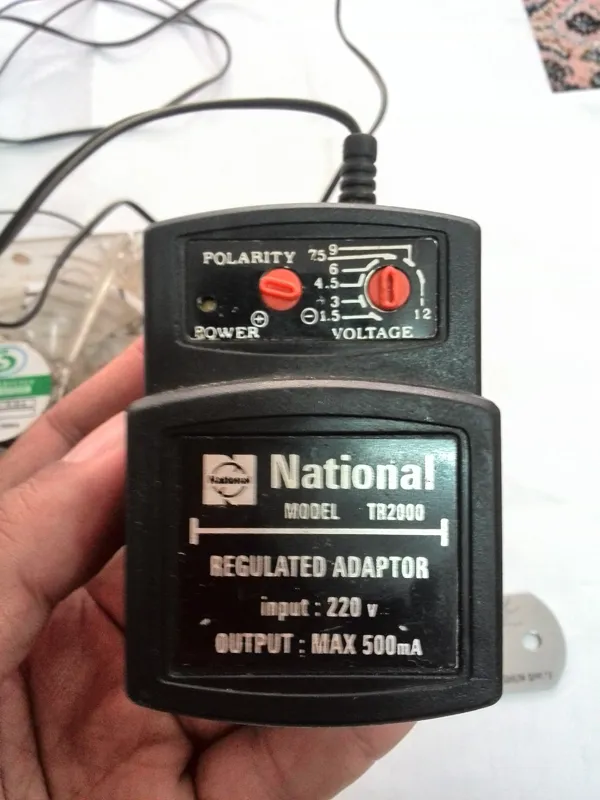 POLARITY
7.5 9
6
4.5
3
1.5
12
POWER
⊕ ⊖
VOLTAGE
National
National
MODEL TR2000
REGULATED ADAPTOR
input : 220 v
OUTPUT : MAX 500mA